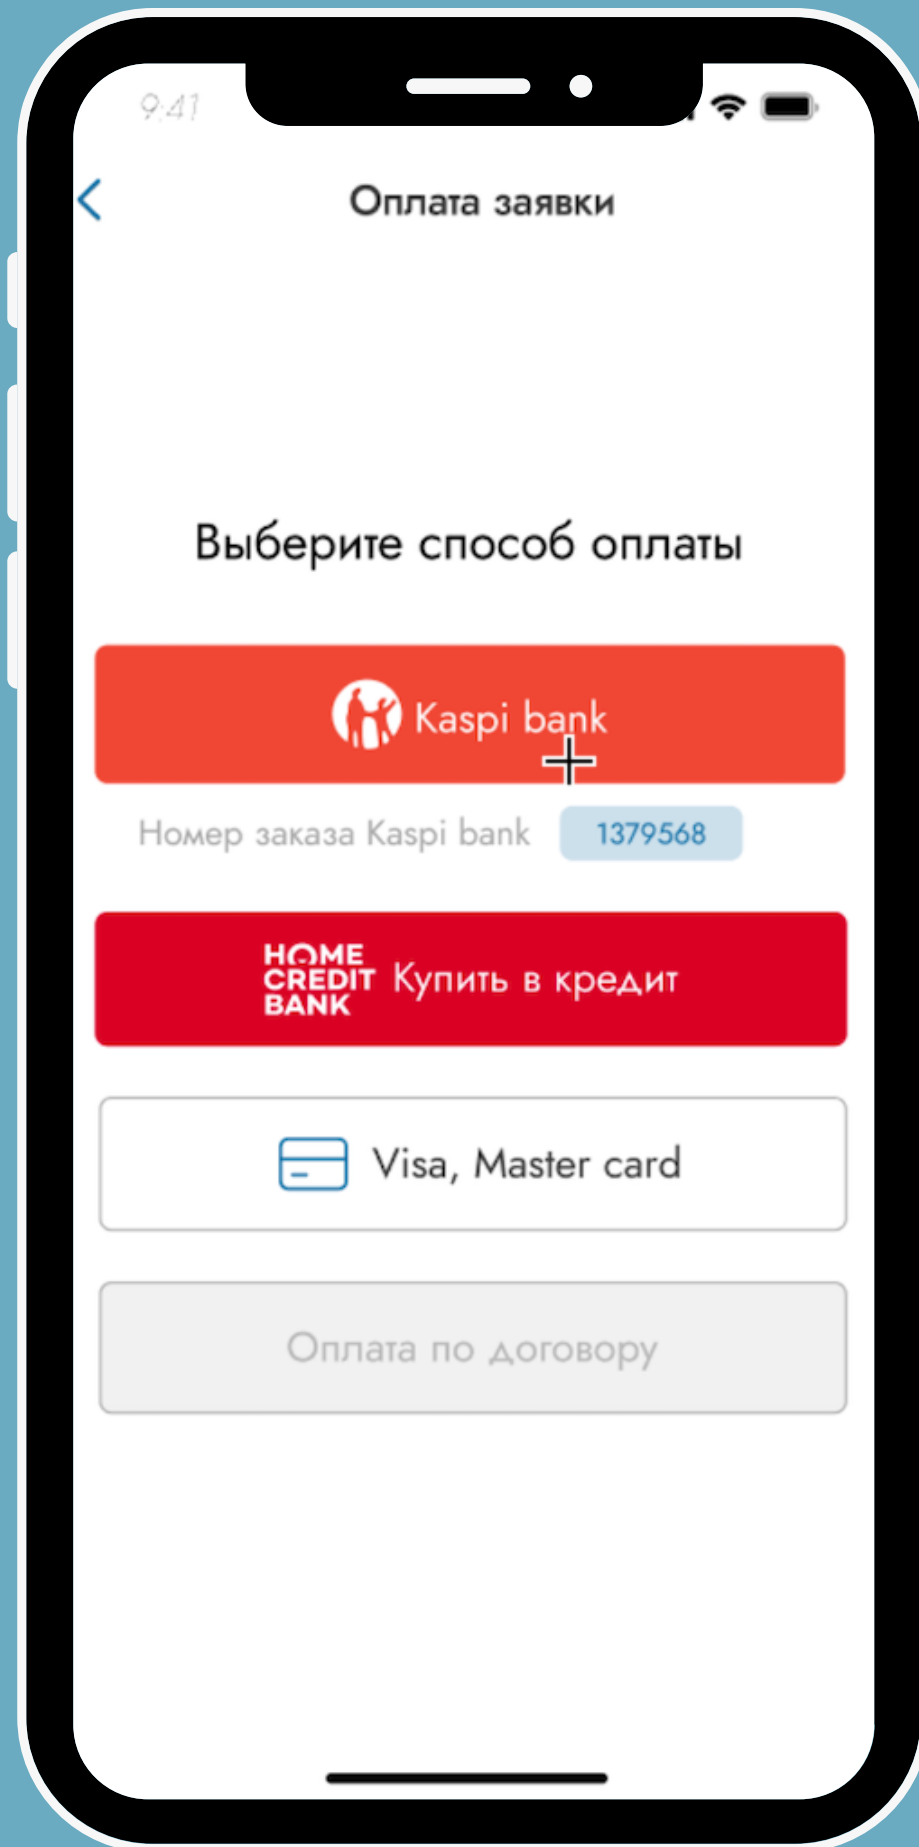 9:41
Оплата заявки
Выберите способ оплаты
Kaspi bank
Номер заказа Kaspi bank 1379568
HOME
CREDIT
BANK
Купить в кредит
Visa, Master card
Оплата по договору